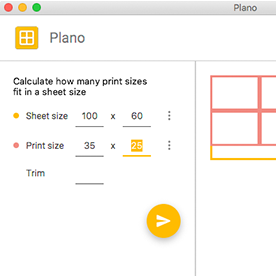 Plano
Plano
Calculate how many print sizes
fit in a sheet size
Sheet size 100 x 60
Print size 35 x 25
Trim